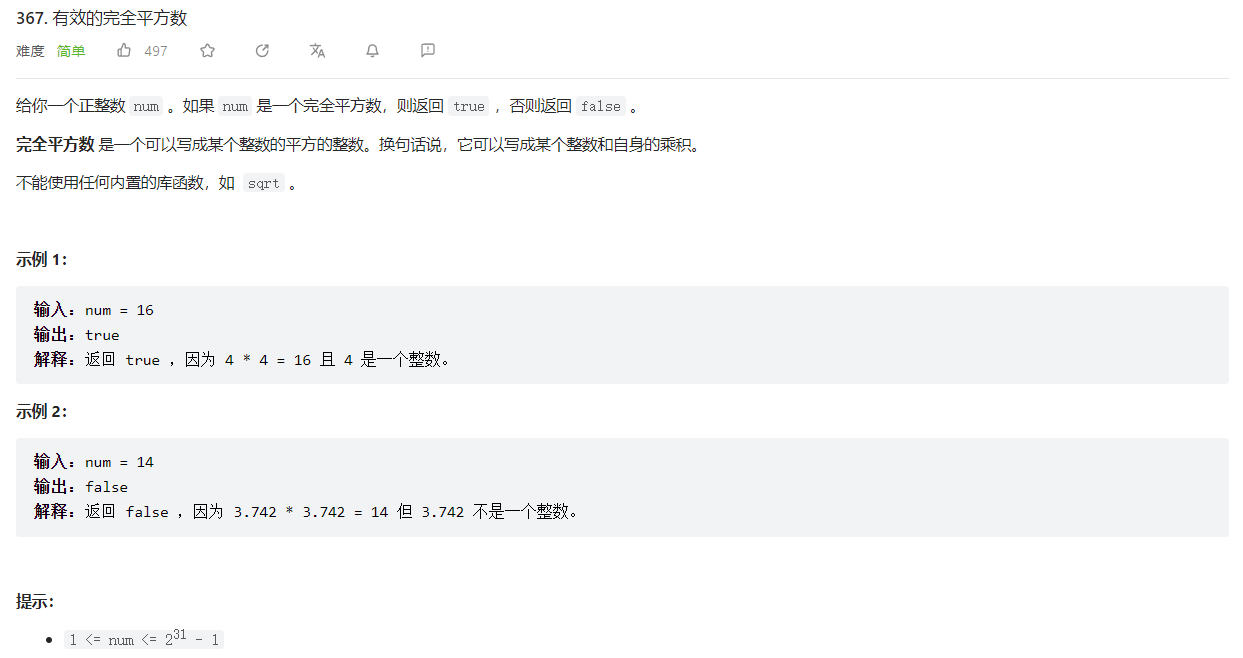 367. 有效的完全平方数
难度 简单 497
给你一个正整数 num 。如果 num 是一个完全平方数，则返回 true ，否则返回 false 。
完全平方数 是一个可以写成某个整数的平方的整数。换句话说，它可以写成某个整数和自身的乘积。
不能使用任何内置的库函数，如 sqrt 。
示例 1：
输入：num = 16
输出：true
解释：返回 true ，因为 4 * 4 = 16 且 4 是一个整数。
示例 2：
输入：num = 14
输出：false
解释：返回 false ，因为 3.742 * 3.742 = 14 但 3.742 不是一个整数。
提示：
• 1 <= num <= 2³¹ - 1